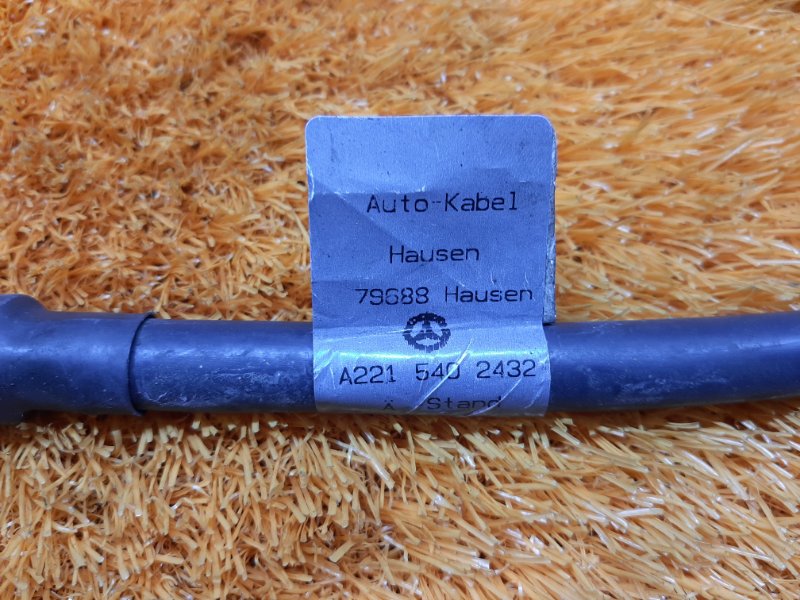 Auto-Kabel
Hausen
79688 Hausen
A221 540 2432
Ä - Stand